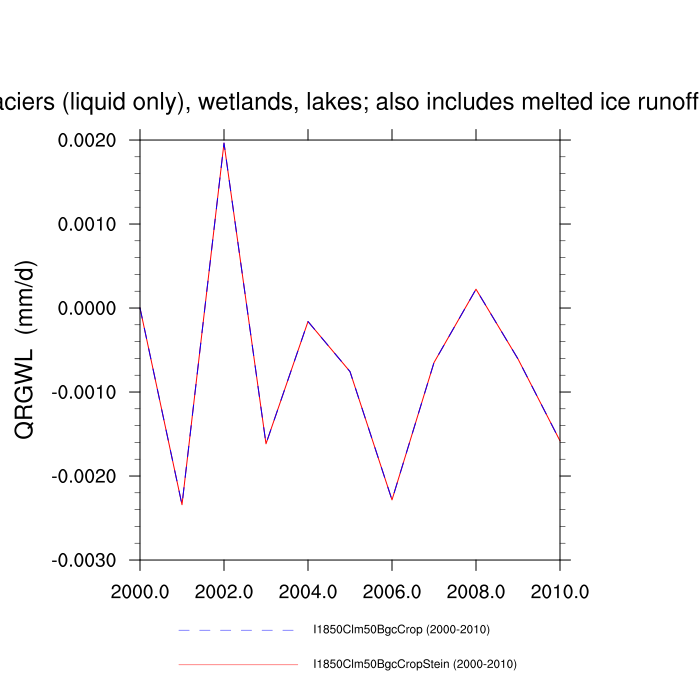 aciers (liquid only), wetlands, lakes; also includes melted ice runoff
0.0020
0.0010
0.0000
-0.0010
-0.0020
-0.0030
QRGWL (mm/d)
2000.0 2002.0 2004.0 2006.0 2008.0 2010.0
I1850Clm50BgcCrop (2000-2010)
I1850Clm50BgcCropStein (2000-2010)